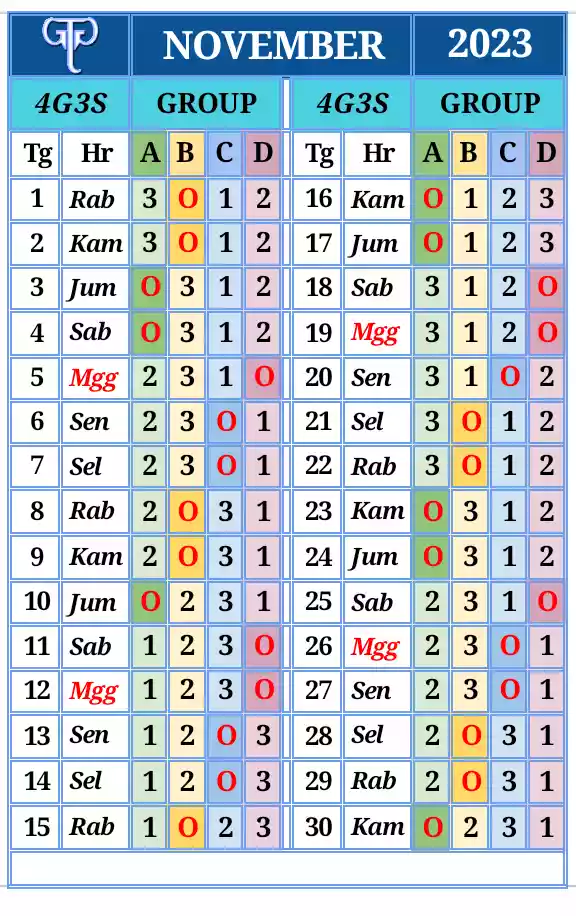 NOVEMBER 2023
4G3S GROUP 4G3S GROUP
Tg Hr A B C D Tg Hr A B C D
1 Rab 3 O 1 2 16 Kam O 1 2 3
2 Kam 3 O 1 2 17 Jum O 1 2 3
3 Jum O 3 1 2 18 Sab 3 1 2 O
4 Sab O 3 1 2 19 Mgg 3 1 2 O
5 Mgg 2 3 1 O 20 Sen 3 1 O 2
6 Sen 2 3 O 1 21 Sel 3 O 1 2
7 Sel 2 3 O 1 22 Rab 3 O 1 2
8 Rab 2 O 3 1 23 Kam O 3 1 2
9 Kam 2 O 3 1 24 Jum O 3 1 2
10 Jum O 2 3 1 25 Sab 2 3 1 O
11 Sab 1 2 3 O 26 Mgg 2 3 O 1
12 Mgg 1 2 3 O 27 Sen 2 3 O 1
13 Sen 1 2 O 3 28 Sel 2 O 3 1
14 Sel 1 2 O 3 29 Rab 2 O 3 1
15 Rab 1 O 2 3 30 Kam O 2 3 1